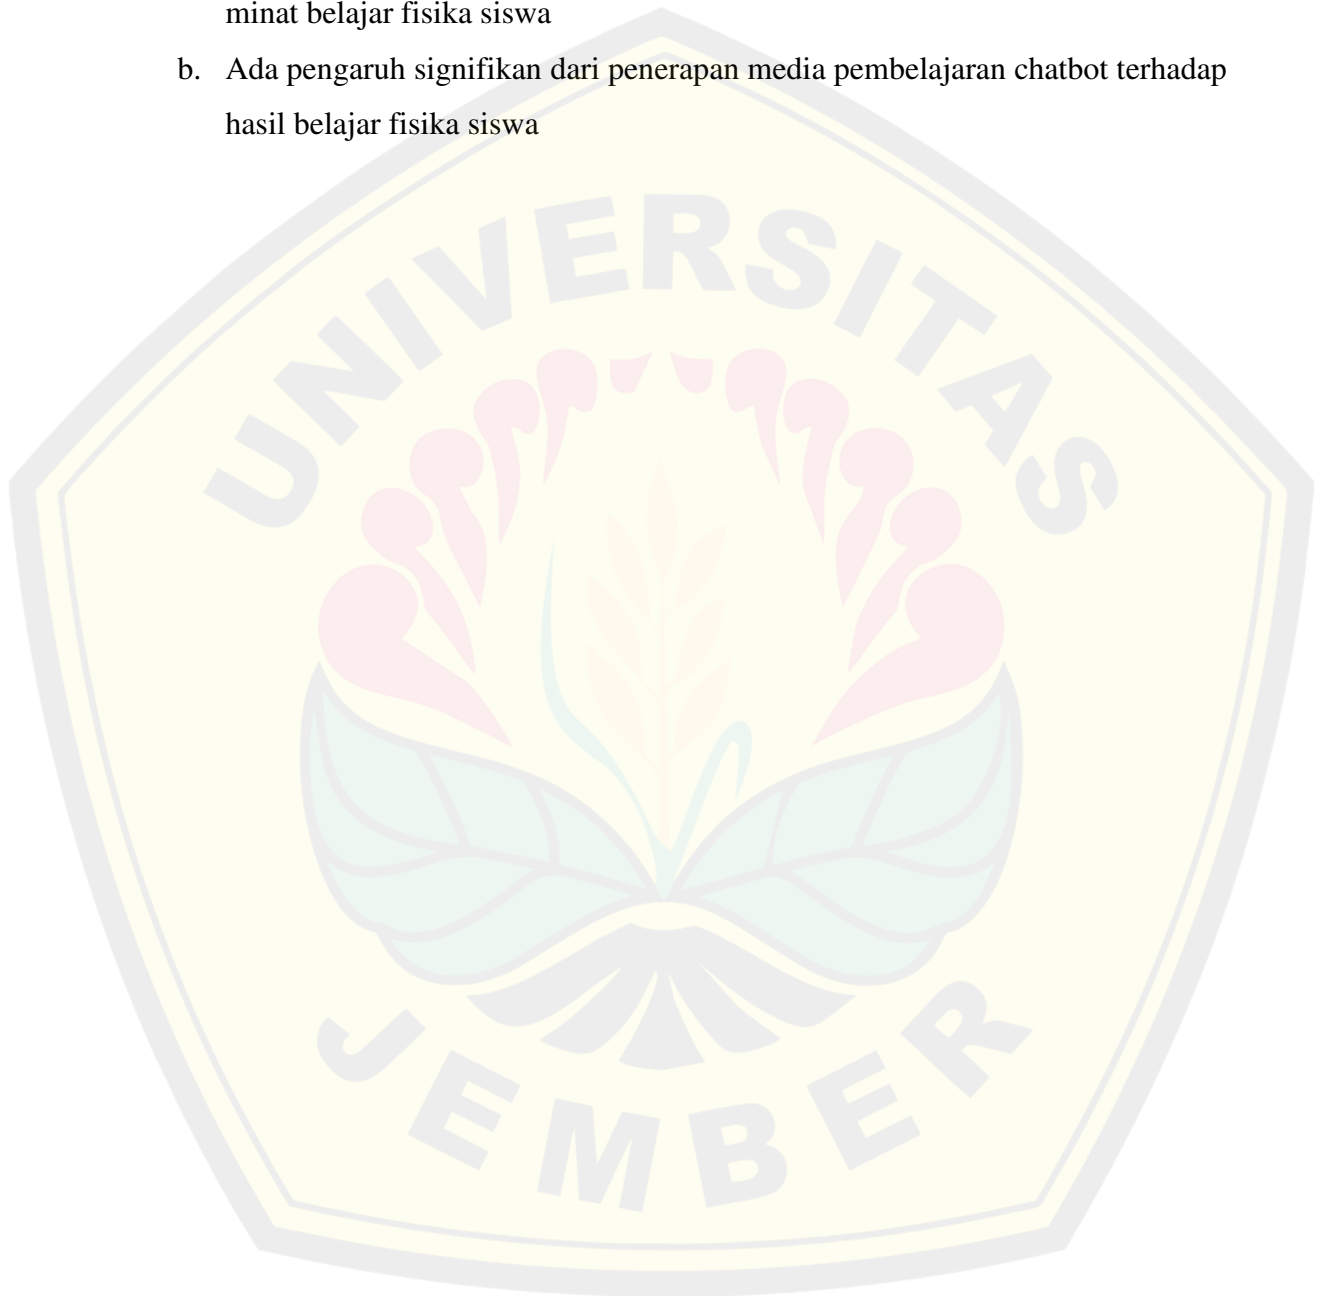 minat belajar fisika siswa
b. Ada pengaruh signifikan dari penerapan media pembelajaran chatbot terhadap
hasil belajar fisika siswa
UNIVERSITAS
JEMBER